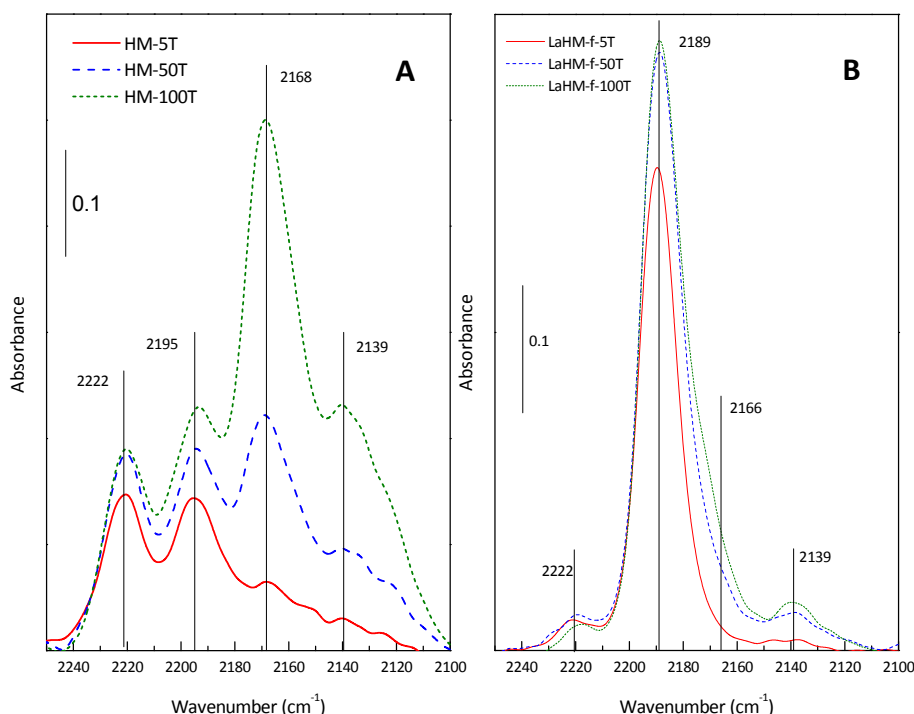 HM-5T
HM-50T
HM-100T
A
2168
0.1
2195
2139
2222
Absorbance
2240 2220 2200 2180 2160 2140 2120 2100
Wavenumber (cm⁻¹)
LaHM-f-5T
LaHM-f-50T
LaHM-f-100T
B
2189
0.1
2166
2222
2139
Absorbance
2240 2220 2200 2180 2160 2140 2120 2100
Wavenumber (cm⁻¹)